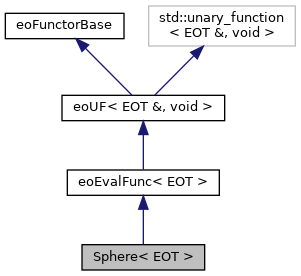 eoFunctorBase
std::unary_function
< EOT &, void >
eoUF< EOT &, void >
eoEvalFunc< EOT >
Sphere< EOT >